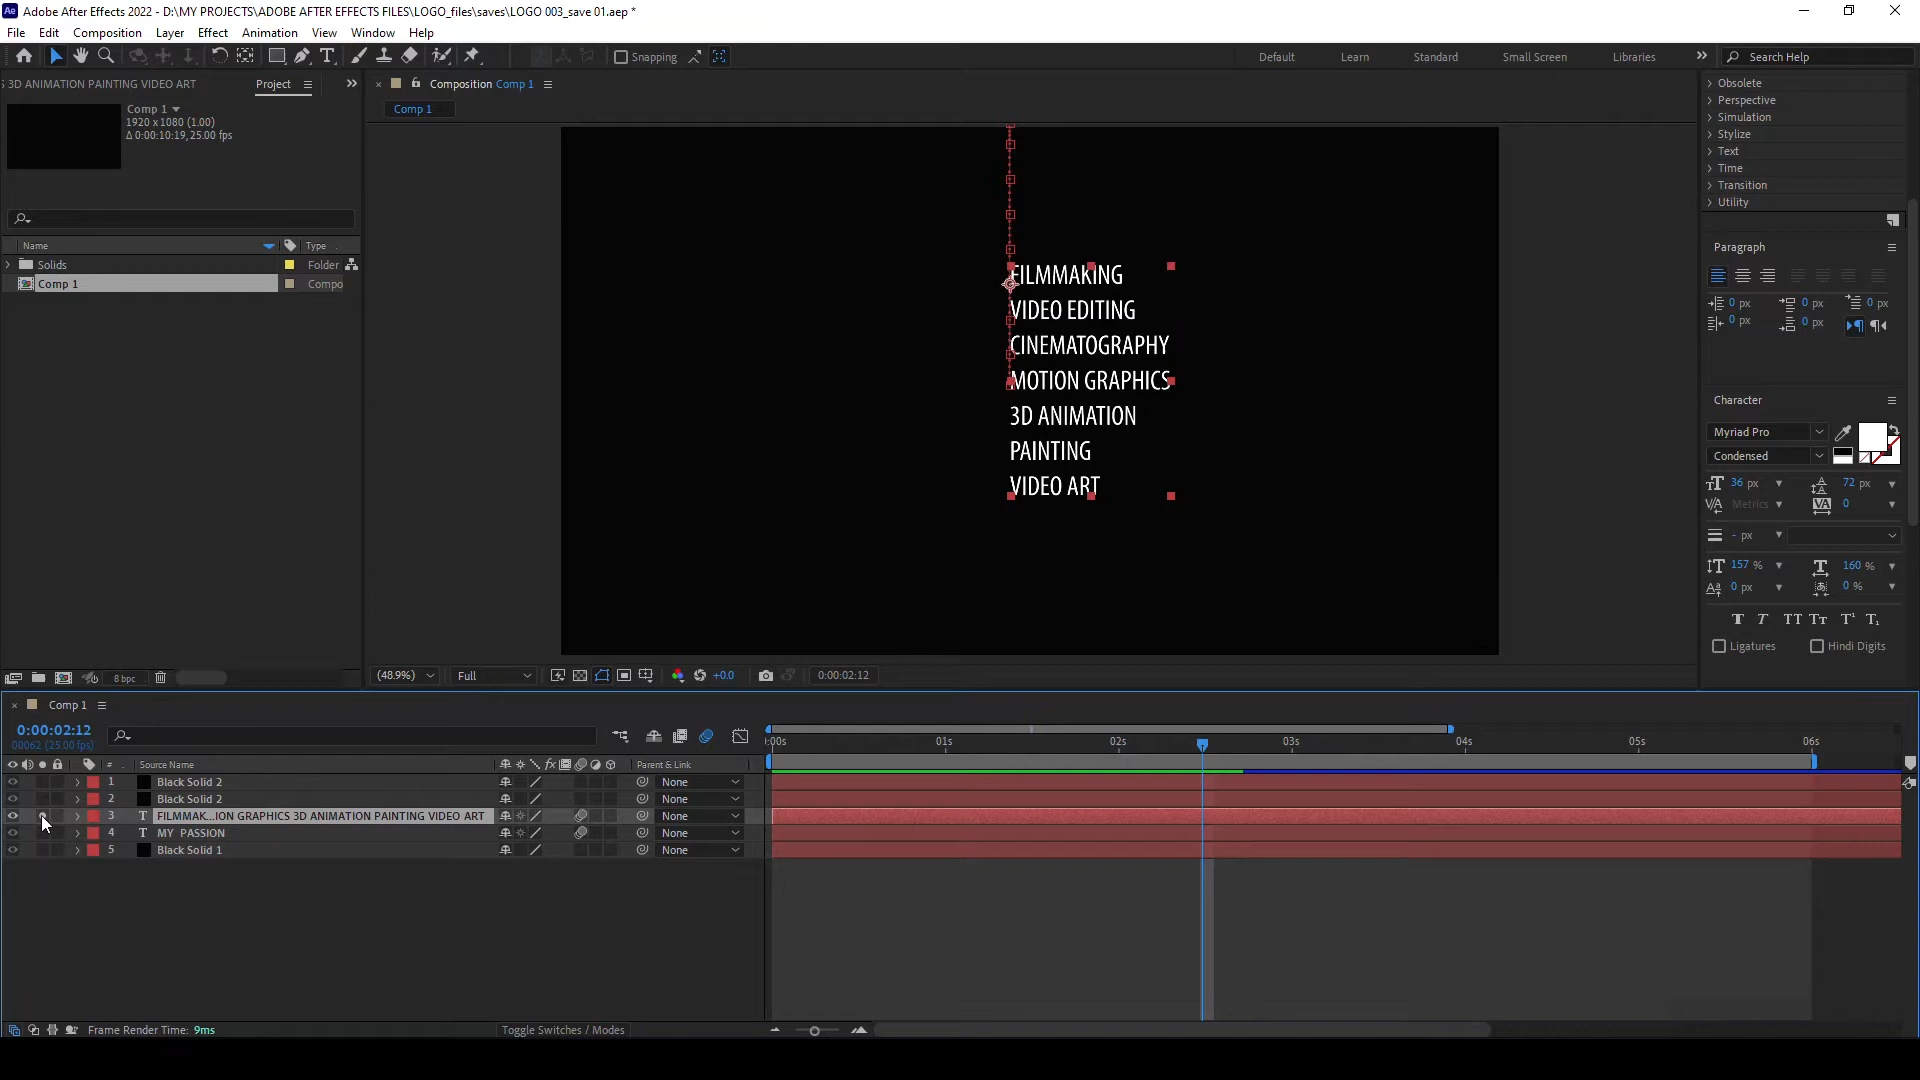 Adobe After Effects 2022 - D:\MY PROJECTS\ADOBE AFTER EFFECTS FILES\LOGO_files\saves\LOGO 003_save 01.aep *
File Edit Composition Layer Effect Animation View Window Help
Snapping Default Learn Standard Small Screen Libraries Search Help
3D ANIMATION PAINTING VIDEO ART Project
Comp 1
1920 x 1080 (1.00)
Δ 0:00:10:19, 25.00 fps
Name Type
Solids Folder
Comp 1 Compo
8 bpc
Composition Comp 1
Comp 1
FILMMAKING
VIDEO EDITING
CINEMATOGRAPHY
MOTION GRAPHICS
3D ANIMATION
PAINTING
VIDEO ART
(48.9%) Full +0.0 0:00:02:12
Obsolete
Perspective
Simulation
Stylize
Text
Time
Transition
Utility
Paragraph
0 px 0 px 0 px
0 px 0 px
Character
Myriad Pro
Condensed
36 px 72 px
Metrics 0
- px
157 % 160 %
0 px 0 %
T T TT Tt T¹ T₁
Ligatures Hindi Digits
Comp 1
0:00:02:12
00062 (25.00 fps)
:00s 01s 02s 03s 04s 05s 06s
# Source Name fx Parent & Link
1 Black Solid 2 None
2 Black Solid 2 None
3 T FILMMAK...ION GRAPHICS 3D ANIMATION PAINTING VIDEO ART None
4 T MY PASSION None
5 Black Solid 1 None
Frame Render Time: 9ms Toggle Switches / Modes